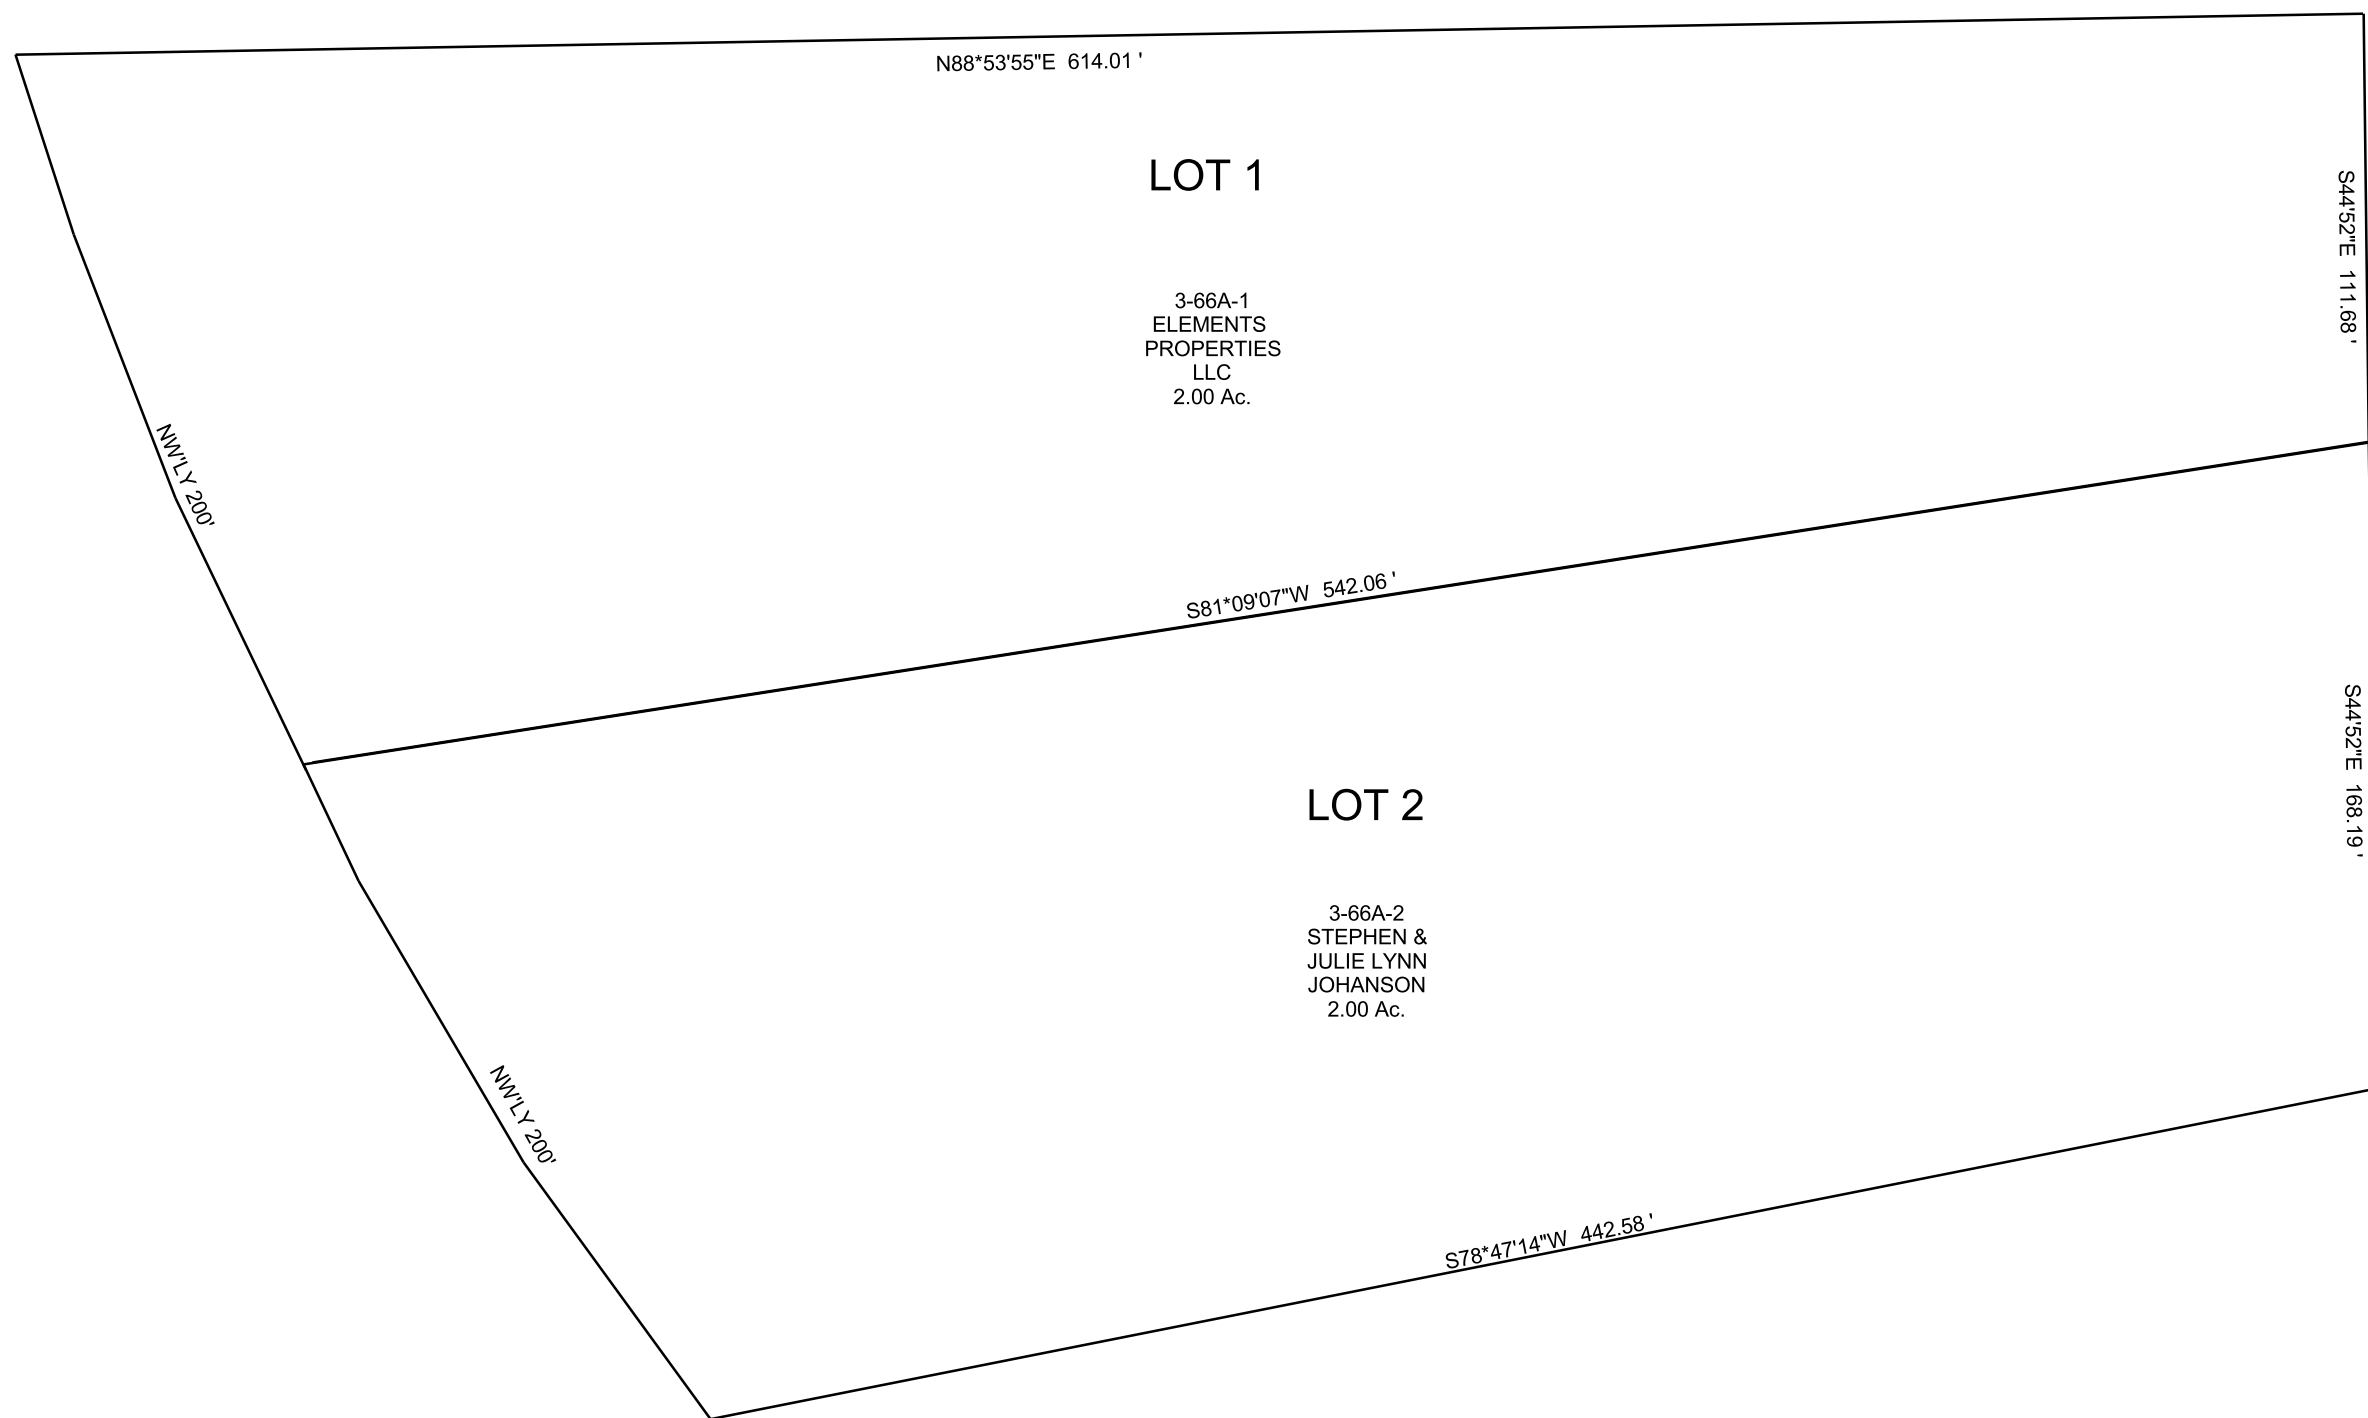 N88*53'55"E 614.01 '
LOT 1
S44'52"E 111.68 '
3-66A-1
ELEMENTS
PROPERTIES
LLC
2.00 Ac.
NW'LY 200'
S81*09'07"W 542.06 '
S44'52"E 168.19 '
LOT 2
3-66A-2
STEPHEN &
JULIE LYNN
JOHANSON
2.00 Ac.
NW'LY 200'
S78*47'14"W 442.58 '